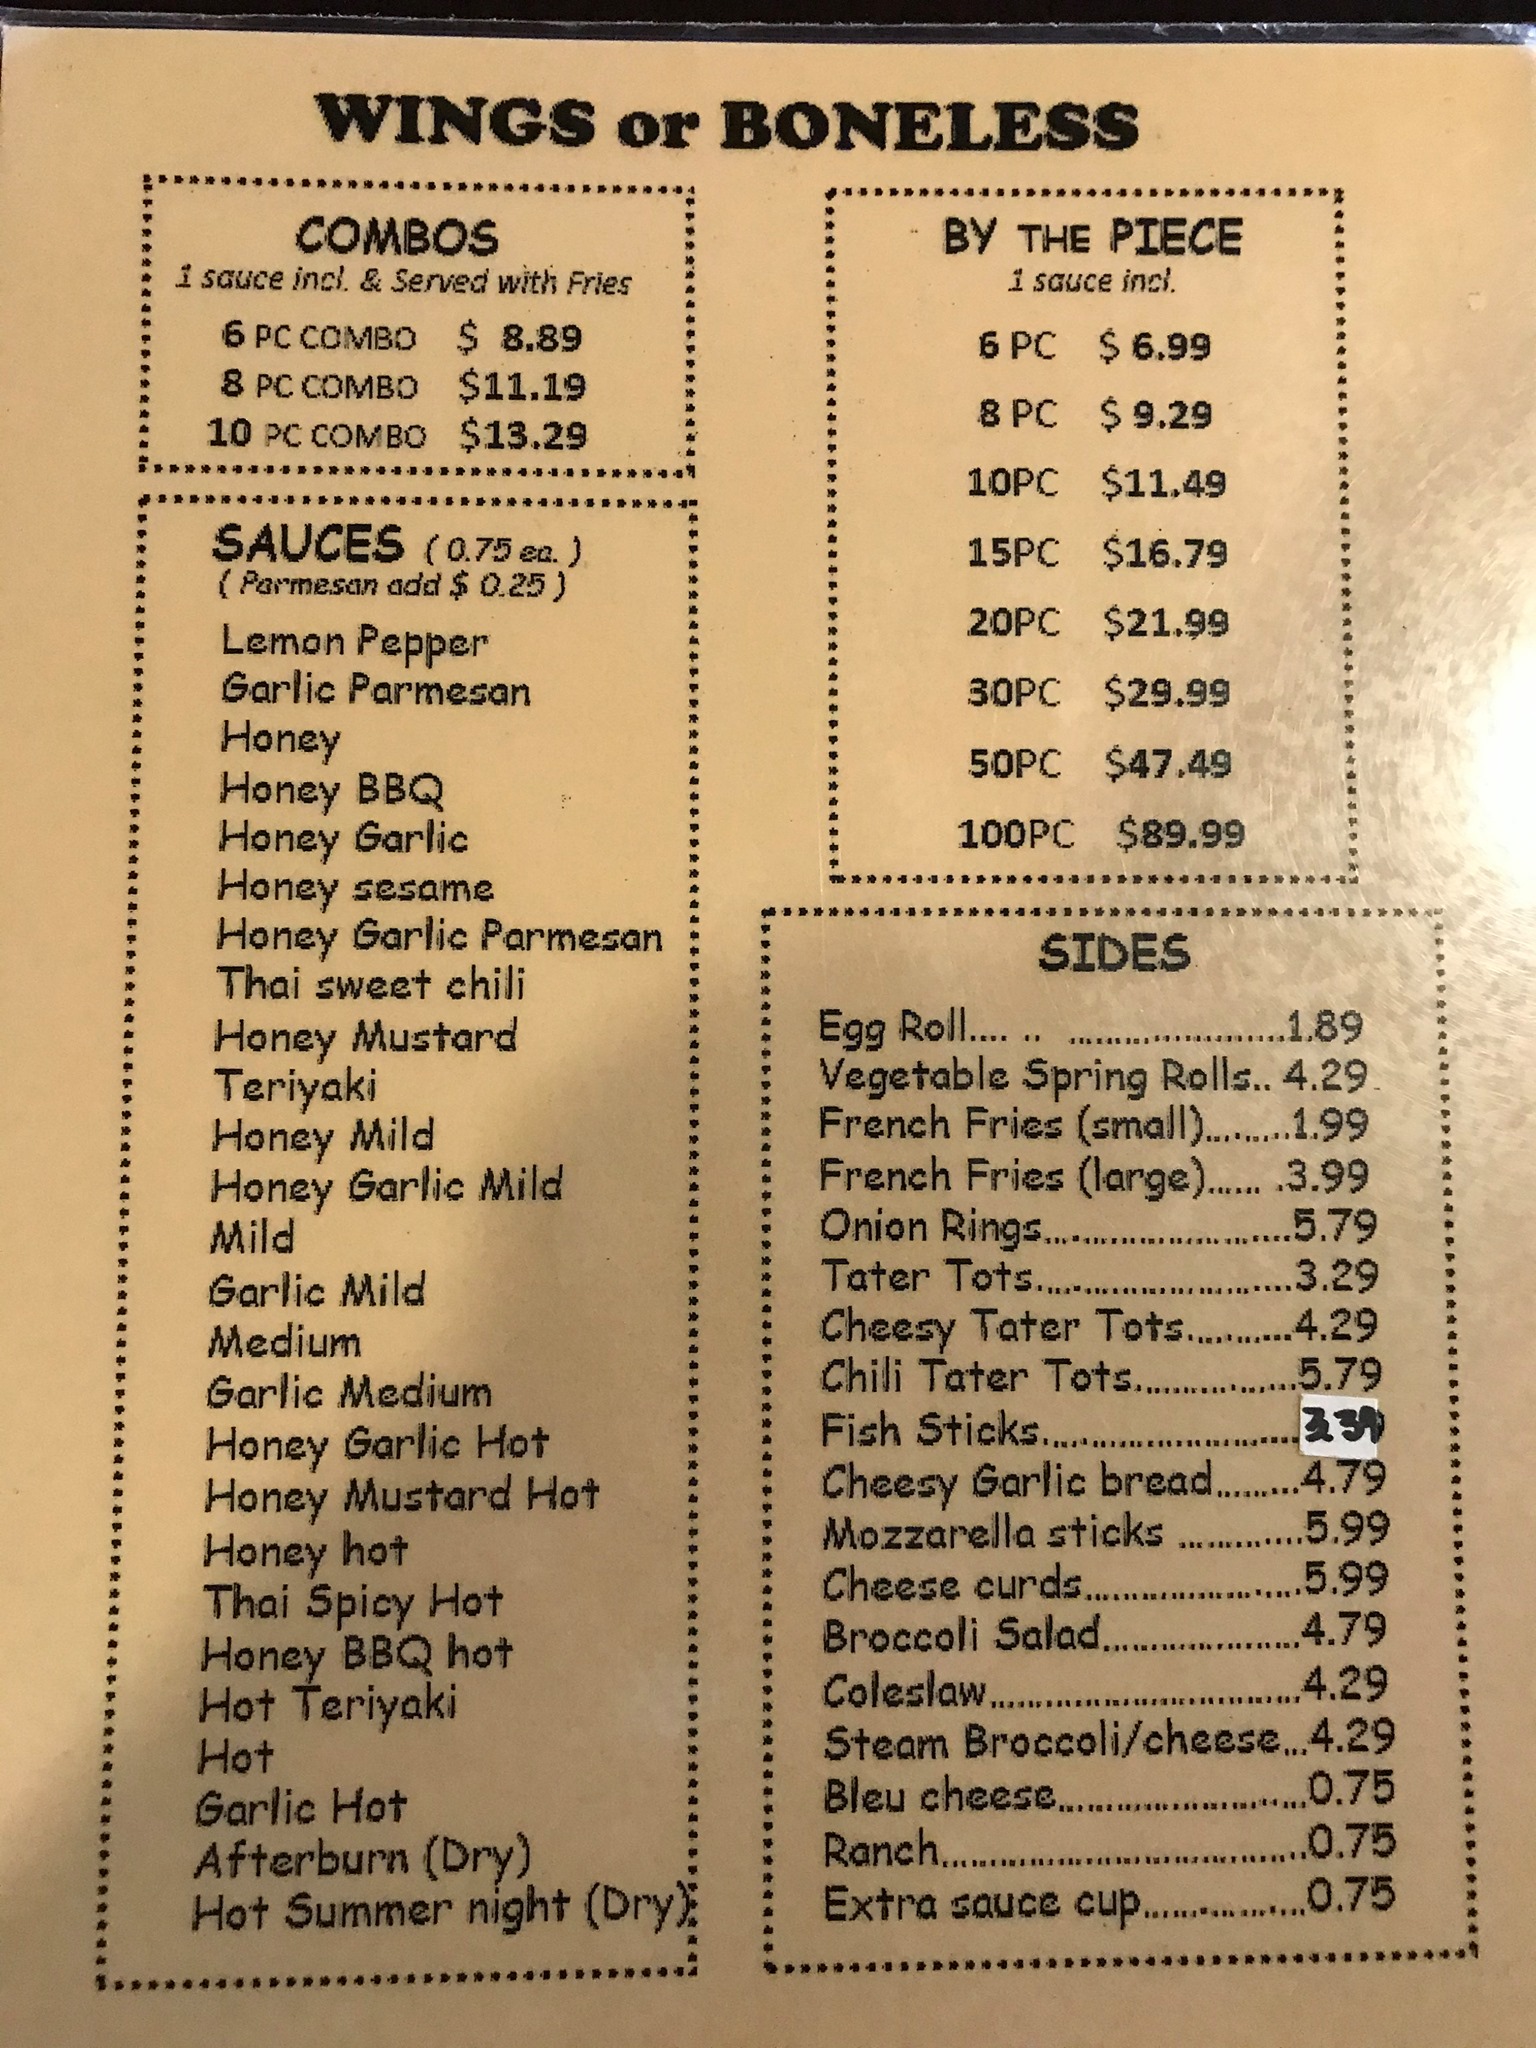 WINGS or BONELESS
COMBOS
1 sauce incl. & Served with Fries
6 PC COMBO $ 8.89
8 PC COMBO $11.19
10 PC COMBO $13.29
SAUCES ( 0.75 ea. )
( Parmesan add $ 0.25 )
Lemon Pepper
Garlic Parmesan
Honey
Honey BBQ
Honey Garlic
Honey sesame
Honey Garlic Parmesan
Thai sweet chili
Honey Mustard
Teriyaki
Honey Mild
Honey Garlic Mild
Mild
Garlic Mild
Medium
Garlic Medium
Honey Garlic Hot
Honey Mustard Hot
Honey hot
Thai Spicy Hot
Honey BBQ hot
Hot Teriyaki
Hot
Garlic Hot
Afterburn (Dry)
Hot Summer night (Dry)
BY THE PIECE
1 sauce incl.
6 PC $ 6.99
8 PC $ 9.29
10PC $11.49
15PC $16.79
20PC $21.99
30PC $29.99
50PC $47.49
100PC $89.99
SIDES
Egg Roll.... .. ......................1.89
Vegetable Spring Rolls.. 4.29
French Fries (small).........1.99
French Fries (large)...... .3.99
Onion Rings.........................5.79
Tater Tots..........................3.29
Cheesy Tater Tots...........4.29
Chili Tater Tots.................5.79
Fish Sticks..........................3.39
Cheesy Garlic bread.........4.79
Mozzarella sticks .............5.99
Cheese curds......................5.99
Broccoli Salad.....................4.79
Coleslaw................................4.29
Steam Broccoli/cheese...4.29
Bleu cheese.........................0.75
Ranch.....................................0.75
Extra sauce cup.................0.75